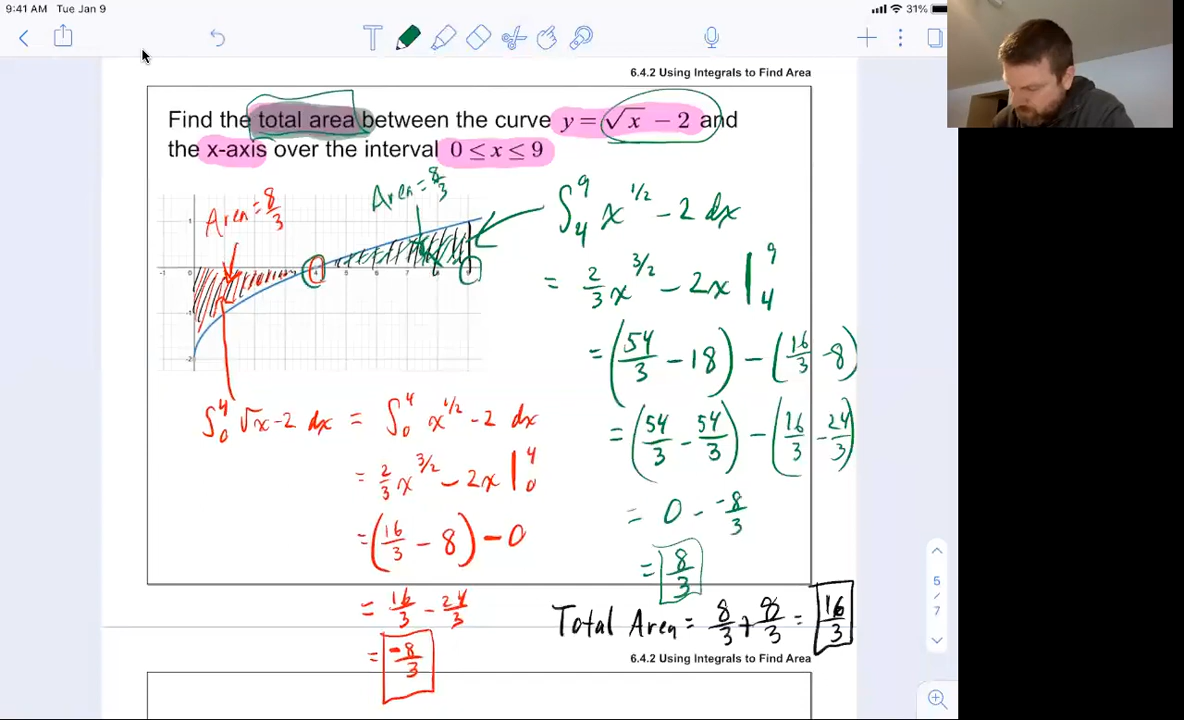 9:41 AM Tue Jan 9
31%
6.4.2 Using Integrals to Find Area
Find the total area between the curve y = √x − 2 and
the x-axis over the interval 0 ≤ x ≤ 9
Area = 8/3
Area = 8/3
∫₄⁹ x^1/2 - 2 dx
= 2/3 x^3/2 - 2x |₄⁹
= (54/3 - 18) - (16/3 - 8)
= (54/3 - 54/3) - (16/3 - 24/3)
= 0 - -8/3
= 8/3
∫₀⁴ √x - 2 dx = ∫₀⁴ x^1/2 - 2 dx
= 2/3 x^3/2 - 2x |₀⁴
= (16/3 - 8) - 0
= 16/3 - 24/3
= -8/3
Total Area = 8/3 + 8/3 = 16/3
6.4.2 Using Integrals to Find Area
5
/
7